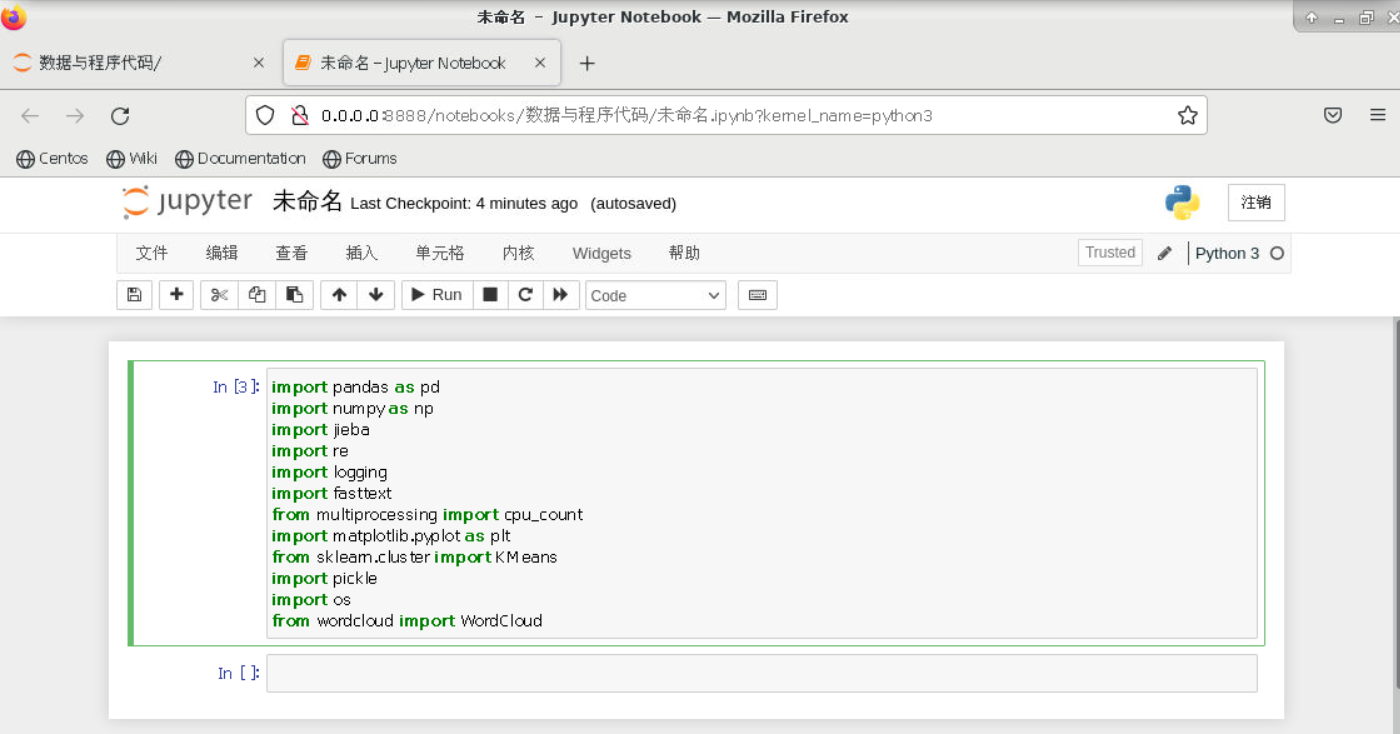 未命名 - Jupyter Notebook — Mozilla Firefox
数据与程序代码/
未命名 - Jupyter Notebook
0.0.0.0:8888/notebooks/数据与程序代码/未命名.ipynb?kernel_name=python3
Centos Wiki Documentation Forums
jupyter 未命名 Last Checkpoint: 4 minutes ago (autosaved) 注销
文件 编辑 查看 插入 单元格 内核 Widgets 帮助 Trusted Python 3
Run Code
In [3]: import pandas as pd
import numpy as np
import jieba
import re
import logging
import fasttext
from multiprocessing import cpu_count
import matplotlib.pyplot as plt
from sklearn.cluster import KMeans
import pickle
import os
from wordcloud import WordCloud
In [ ]: